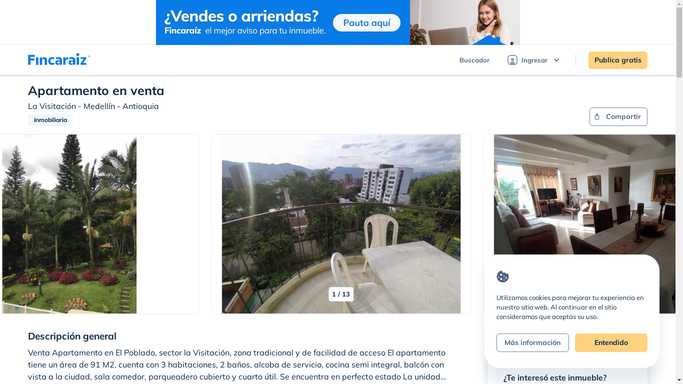 ¿Vendes o arriendas?
Fincaraíz el mejor aviso para tu inmueble.
Pauta aquí
Fincaraíz
Buscador
Ingresar
Publica gratis
Apartamento en venta
La Visitación - Medellín - Antioquia
Inmobiliaria
Compartir
1 / 13
Utilizamos cookies para mejorar tu experiencia en
nuestro sitio web. Al continuar en el sitio
consideramos que aceptas su uso.
Más información
Entendido
Descripción general
Venta Apartamento en El Poblado, sector la Visitación, zona tradicional y de facilidad de acceso El apartamento
tiene un área de 91 M2, cuenta con 3 habitaciones, 2 baños, alcoba de servicio, cocina semi integral, balcón con
vista a la ciudad, sala comedor, parqueadero cubierto y cuarto útil. Se encuentra en perfecto estado La unidad...
¿Te interesó este inmueble?